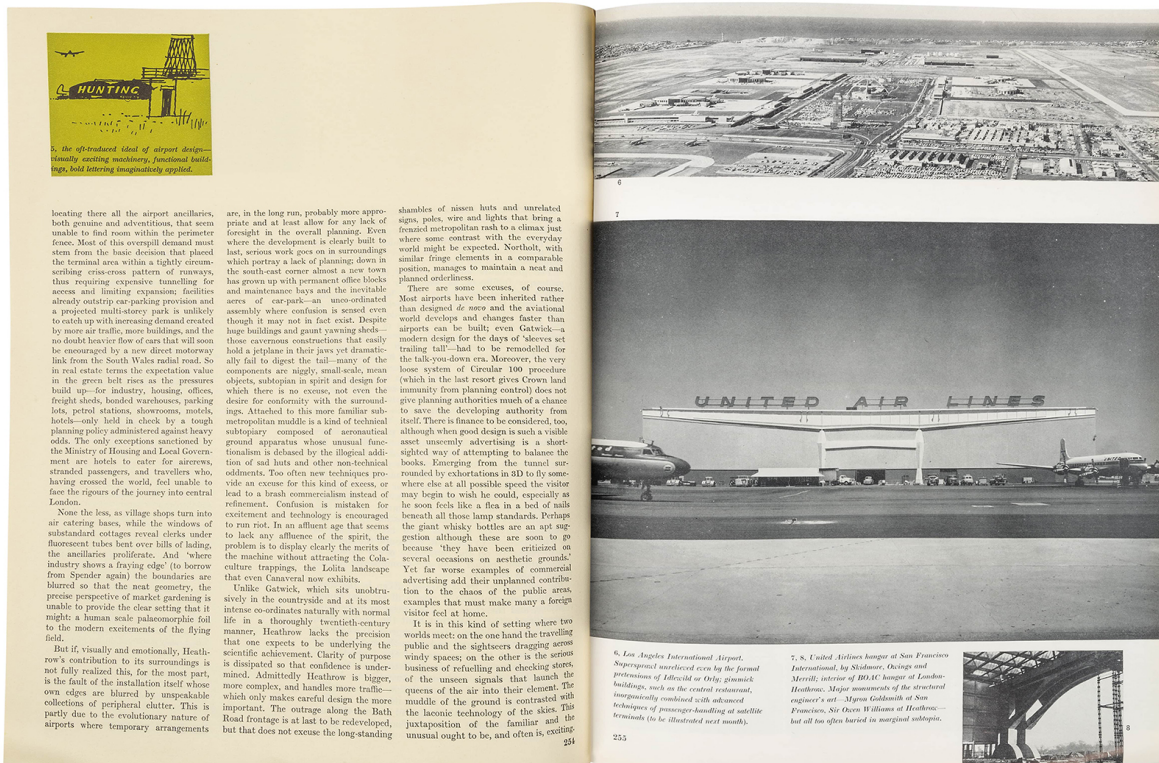 HUNTING
5, the oft-traduced ideal of airport design—
visually exciting machinery, functional build-
ings, bold lettering imaginatively applied.
locating there all the airport ancillaries,
both genuine and adventitious, that seem
unable to find room within the perimeter
fence. Most of this overspill demand must
stem from the basic decision that placed
the terminal area within a tightly circum-
scribing criss-cross pattern of runways,
thus requiring expensive tunnelling for
access and limiting expansion; facilities
already outstrip car-parking provision and
a projected multi-storey park is unlikely
to catch up with increasing demand created
by more air traffic, more buildings, and the
no doubt heavier flow of cars that will soon
be encouraged by a new direct motorway
link from the South Wales radial road. So
in real estate terms the expectation value
in the green belt rises as the pressures
build up—for industry, housing, offices,
freight sheds, bonded warehouses, parking
lots, petrol stations, showrooms, motels,
hotels—only held in check by a tough
planning policy administered against heavy
odds. The only exceptions sanctioned by
the Ministry of Housing and Local Govern-
ment are hotels to cater for aircrews,
stranded passengers, and travellers who,
having crossed the world, feel unable to
face the rigours of the journey into central
London.
None the less, as village shops turn into
air catering bases, while the windows of
substandard cottages reveal clerks under
fluorescent tubes bent over bills of lading,
the ancillaries proliferate. And ‘where
industry shows a fraying edge’ (to borrow
from Spender again) the boundaries are
blurred so that the neat geometry, the
precise perspective of market gardening is
unable to provide the clear setting that it
might: a human scale palaeomorphic foil
to the modern excitements of the flying
field.
But if, visually and emotionally, Heath-
row's contribution to its surroundings is
not fully realized this, for the most part,
is the fault of the installation itself whose
own edges are blurred by unspeakable
collections of peripheral clutter. This is
partly due to the evolutionary nature of
airports where temporary arrangements
are, in the long run, probably more appro-
priate and at least allow for any lack of
foresight in the overall planning. Even
where the development is clearly built to
last, serious work goes on in surroundings
which portray a lack of planning; down in
the south-east corner almost a new town
has grown up with permanent office blocks
and maintenance bays and the inevitable
acres of car-park—an unco-ordinated
assembly where confusion is sensed even
though it may not in fact exist. Despite
huge buildings and gaunt yawning sheds—
those cavernous constructions that easily
hold a jetplane in their jaws yet dramatic-
ally fail to digest the tail—many of the
components are niggly, small-scale, mean
objects, subtopian in spirit and design for
which there is no excuse, not even the
desire for conformity with the surround-
ings. Attached to this more familiar sub-
metropolitan muddle is a kind of technical
subtopiary composed of aeronautical
ground apparatus whose unusual func-
tionalism is debased by the illogical addi-
tion of sad huts and other non-technical
oddments. Too often new techniques pro-
vide an excuse for this kind of excess, or
lead to a brash commercialism instead of
refinement. Confusion is mistaken for
excitement and technology is encouraged
to run riot. In an affluent age that seems
to lack any affluence of the spirit, the
problem is to display clearly the merits of
the machine without attracting the Cola-
culture trappings, the Lolita landscape
that even Canaveral now exhibits.
Unlike Gatwick, which sits unobtru-
sively in the countryside and at its most
intense co-ordinates naturally with normal
life in a thoroughly twentieth-century
manner, Heathrow lacks the precision
that one expects to be underlying the
scientific achievement. Clarity of purpose
is dissipated so that confidence is under-
mined. Admittedly Heathrow is bigger,
more complex, and handles more traffic—
which only makes careful design the more
important. The outrage along the Bath
Road frontage is at last to be redeveloped,
but that does not excuse the long-standing
shambles of nissen huts and unrelated
signs, poles, wire and lights that bring a
frenzied metropolitan rash to a climax just
where some contrast with the everyday
world might be expected. Northolt, with
similar fringe elements in a comparable
position, manages to maintain a neat and
planned orderliness.
There are some excuses, of course.
Most airports have been inherited rather
than designed de novo and the aviational
world develops and changes faster than
airports can be built; even Gatwick—a
modern design for the days of ‘sleeves set
trailing tall’—had to be remodelled for
the talk-you-down era. Moreover, the very
loose system of Circular 100 procedure
(which in the last resort gives Crown land
immunity from planning control) does not
give planning authorities much of a chance
to save the developing authority from
itself. There is finance to be considered, too,
although when good design is such a visible
asset unseemly advertising is a short-
sighted way of attempting to balance the
books. Emerging from the tunnel sur-
rounded by exhortations in 3D to fly some-
where else at all possible speed the visitor
may begin to wish he could, especially as
he soon feels like a flea in a bed of nails
beneath all those lamp standards. Perhaps
the giant whisky bottles are an apt sug-
gestion although these are soon to go
because ‘they have been criticized on
several occasions on aesthetic grounds.’
Yet far worse examples of commercial
advertising add their unplanned contribu-
tion to the chaos of the public areas,
examples that must make many a foreign
visitor feel at home.
It is in this kind of setting where two
worlds meet: on the one hand the travelling
public and the sightseers dragging across
windy spaces; on the other is the serious
business of refuelling and checking stores,
of the unseen signals that launch the
queens of the air into their element. The
muddle of the ground is contrasted with
the laconic technology of the skies. This
juxtaposition of the familiar and the
unusual ought to be, and often is, exciting.
254
6
7
UNITED AIR LINES
6, Los Angeles International Airport.
Supersprawl unrelieved even by the formal
pretensions of Idlewild or Orly; gimmick
buildings, such as the central restaurant,
inorganically combined with advanced
techniques of passenger-handling at satellite
terminals (to be illustrated next month).
7, 8, United Airlines hangar at San Francisco
International, by Skidmore, Owings and
Merrill; interior of BOAC hangar at London-
Heathrow. Major monuments of the structural
engineer's art—Myron Goldsmith at San
Francisco, Sir Owen Williams at Heathrow—
but all too often buried in marginal subtopia.
8
255